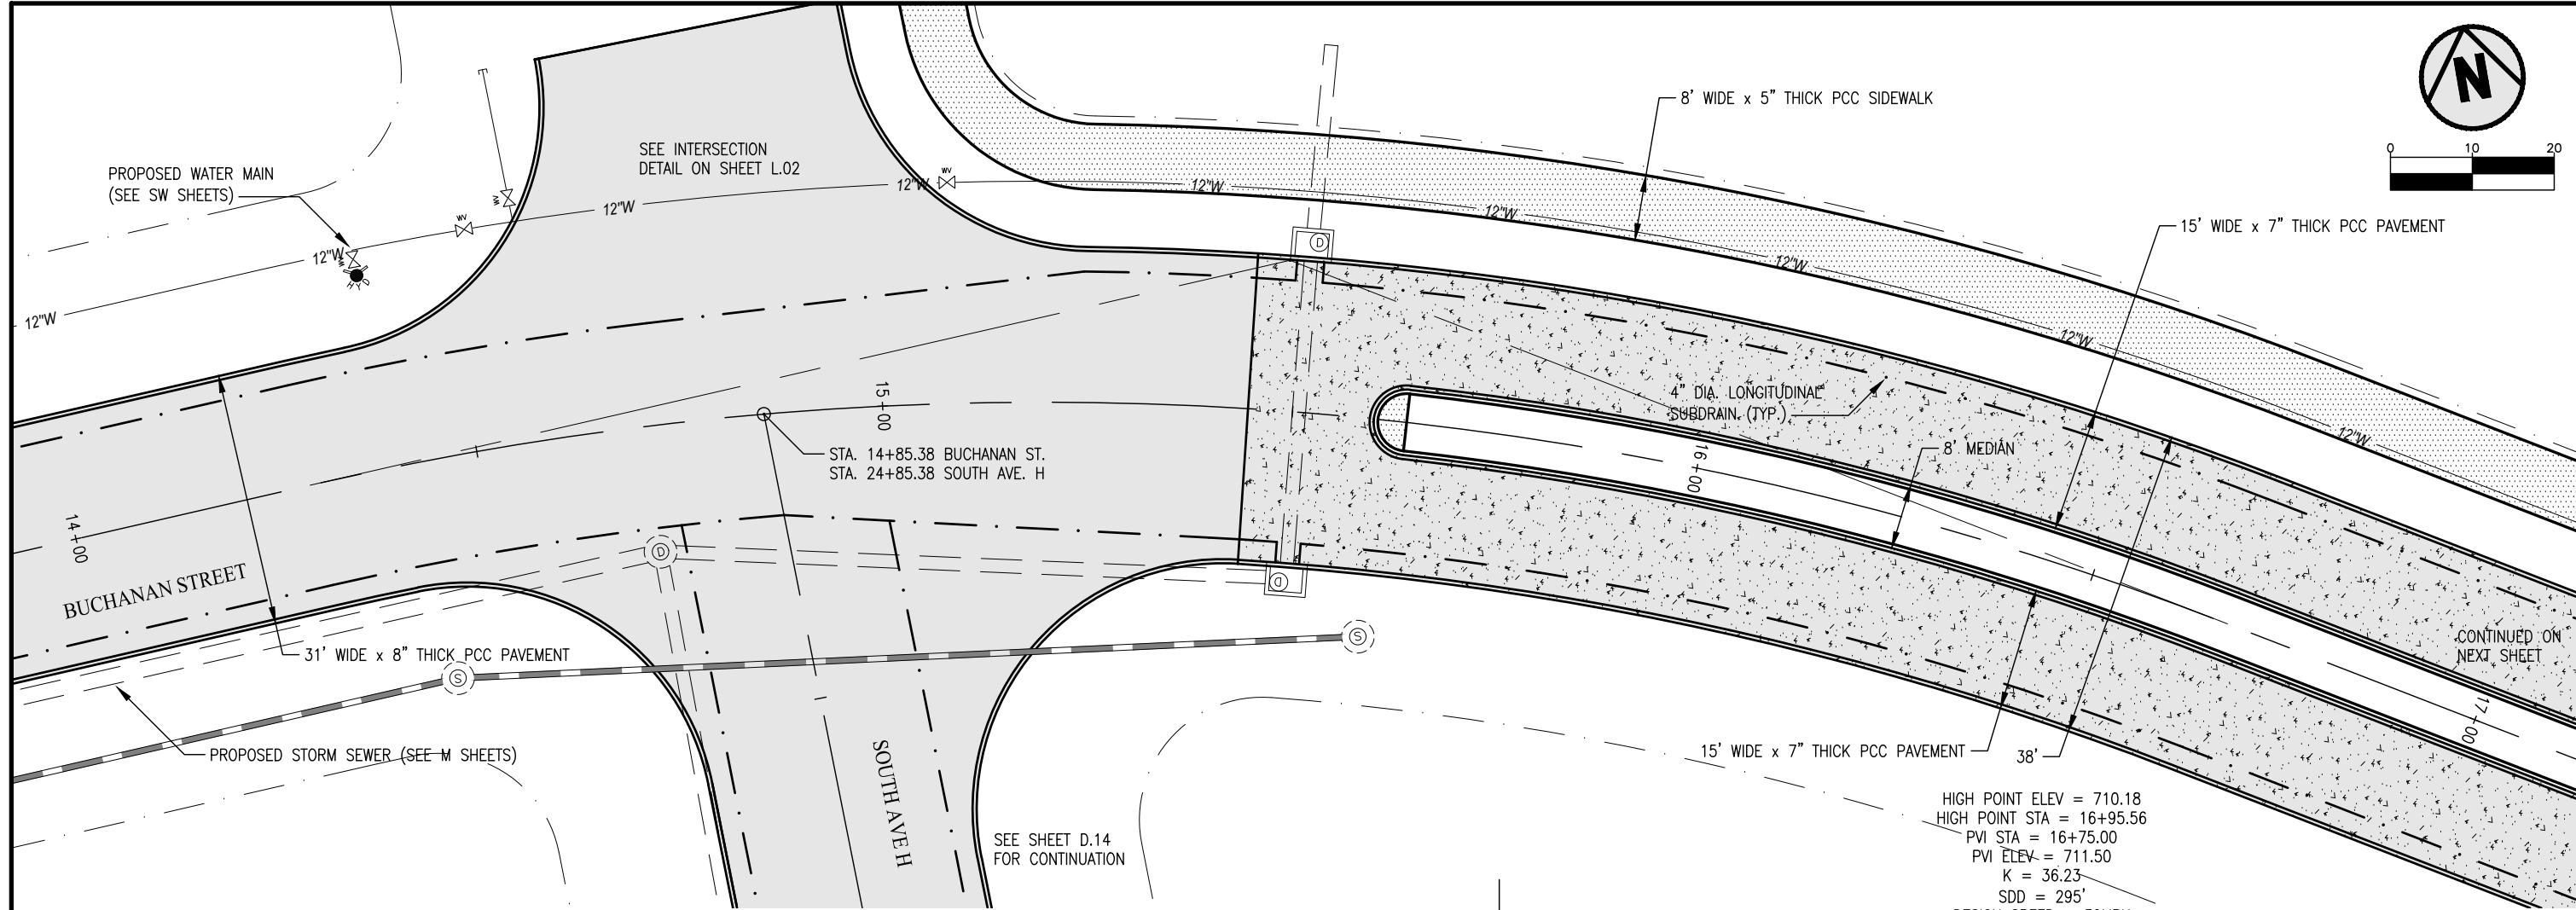 8' WIDE x 5" THICK PCC SIDEWALK
N
0 10 20
SEE INTERSECTION
DETAIL ON SHEET L.02
PROPOSED WATER MAIN
(SEE SW SHEETS)
WV
WV
WV
WV
HYD
12"W
12"W
12"W
12"W
12"W
12"W
12"W
12"W
12"W
15' WIDE x 7" THICK PCC PAVEMENT
D
4" DIA. LONGITUDINAL
SUBDRAIN (TYP.)
15+00
STA. 14+85.38 BUCHANAN ST.
STA. 24+85.38 SOUTH AVE. H
8' MEDIAN
16+00
14+00
BUCHANAN STREET
D
D
S
S
31' WIDE x 8" THICK PCC PAVEMENT
CONTINUED ON
NEXT SHEET
17+00
PROPOSED STORM SEWER (SEE M SHEETS)
SOUTH AVE H
15' WIDE x 7" THICK PCC PAVEMENT
38'
SEE SHEET D.14
FOR CONTINUATION
HIGH POINT ELEV = 710.18
HIGH POINT STA = 16+95.56
PVI STA = 16+75.00
PVI ELEV = 711.50
K = 36.23
SDD = 295'